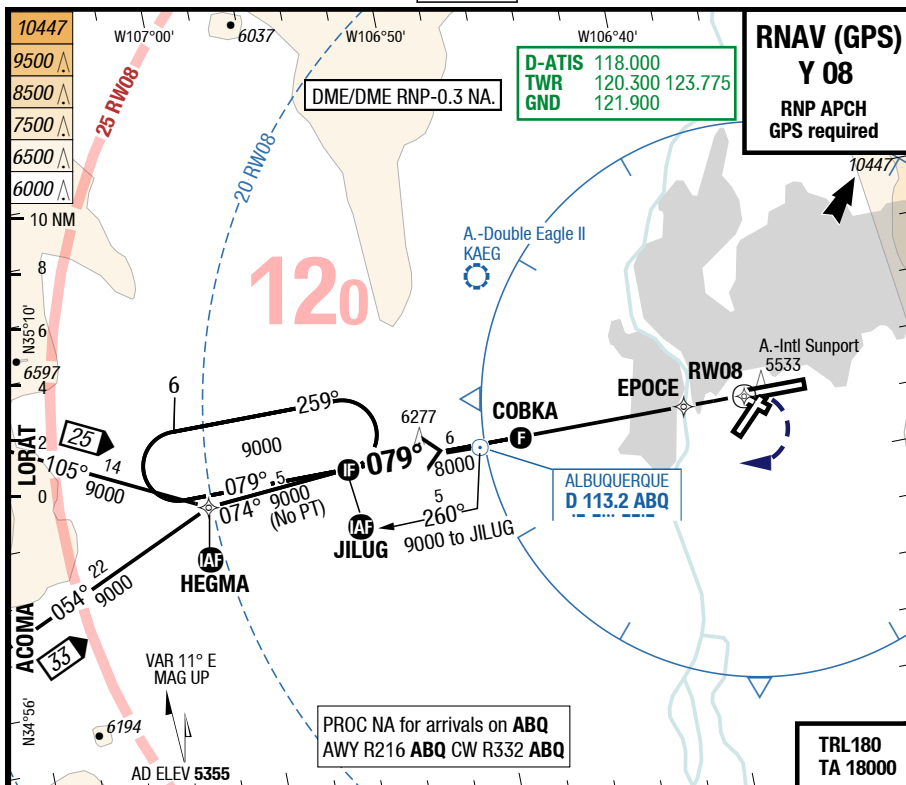 10447
9500
8500
7500
6500
6000
10 NM
8
6
4
2
0
W107°00'
6037
W106°50'
W106°40'
25 RW08
20 RW08
DME/DME RNP-0.3 NA.
D-ATIS 118.000
TWR 120.300 123.775
GND 121.900
RNAV (GPS)
Y 08
RNP APCH
GPS required
10447
A.-Double Eagle II
KAEG
120
N35°10'
6597
A.-Intl Sunport
5533
RW08
EPOCE
COBKA
F
6
259°
9000
6277
079°
6
8000
LORAT
25
14
105°
9000
079°
5
074°
9000
(No PT)
IF
IAF
JILUG
5
260°
9000 to JILUG
ALBUQUERQUE
D 113.2 ABQ
IAF
HEGMA
22
054°
9000
ACOMA
33
VAR 11° E
MAG UP
N34°56'
6194
AD ELEV 5355
PROC NA for arrivals on ABQ
AWY R216 ABQ CW R332 ABQ
TRL180
TA 18000